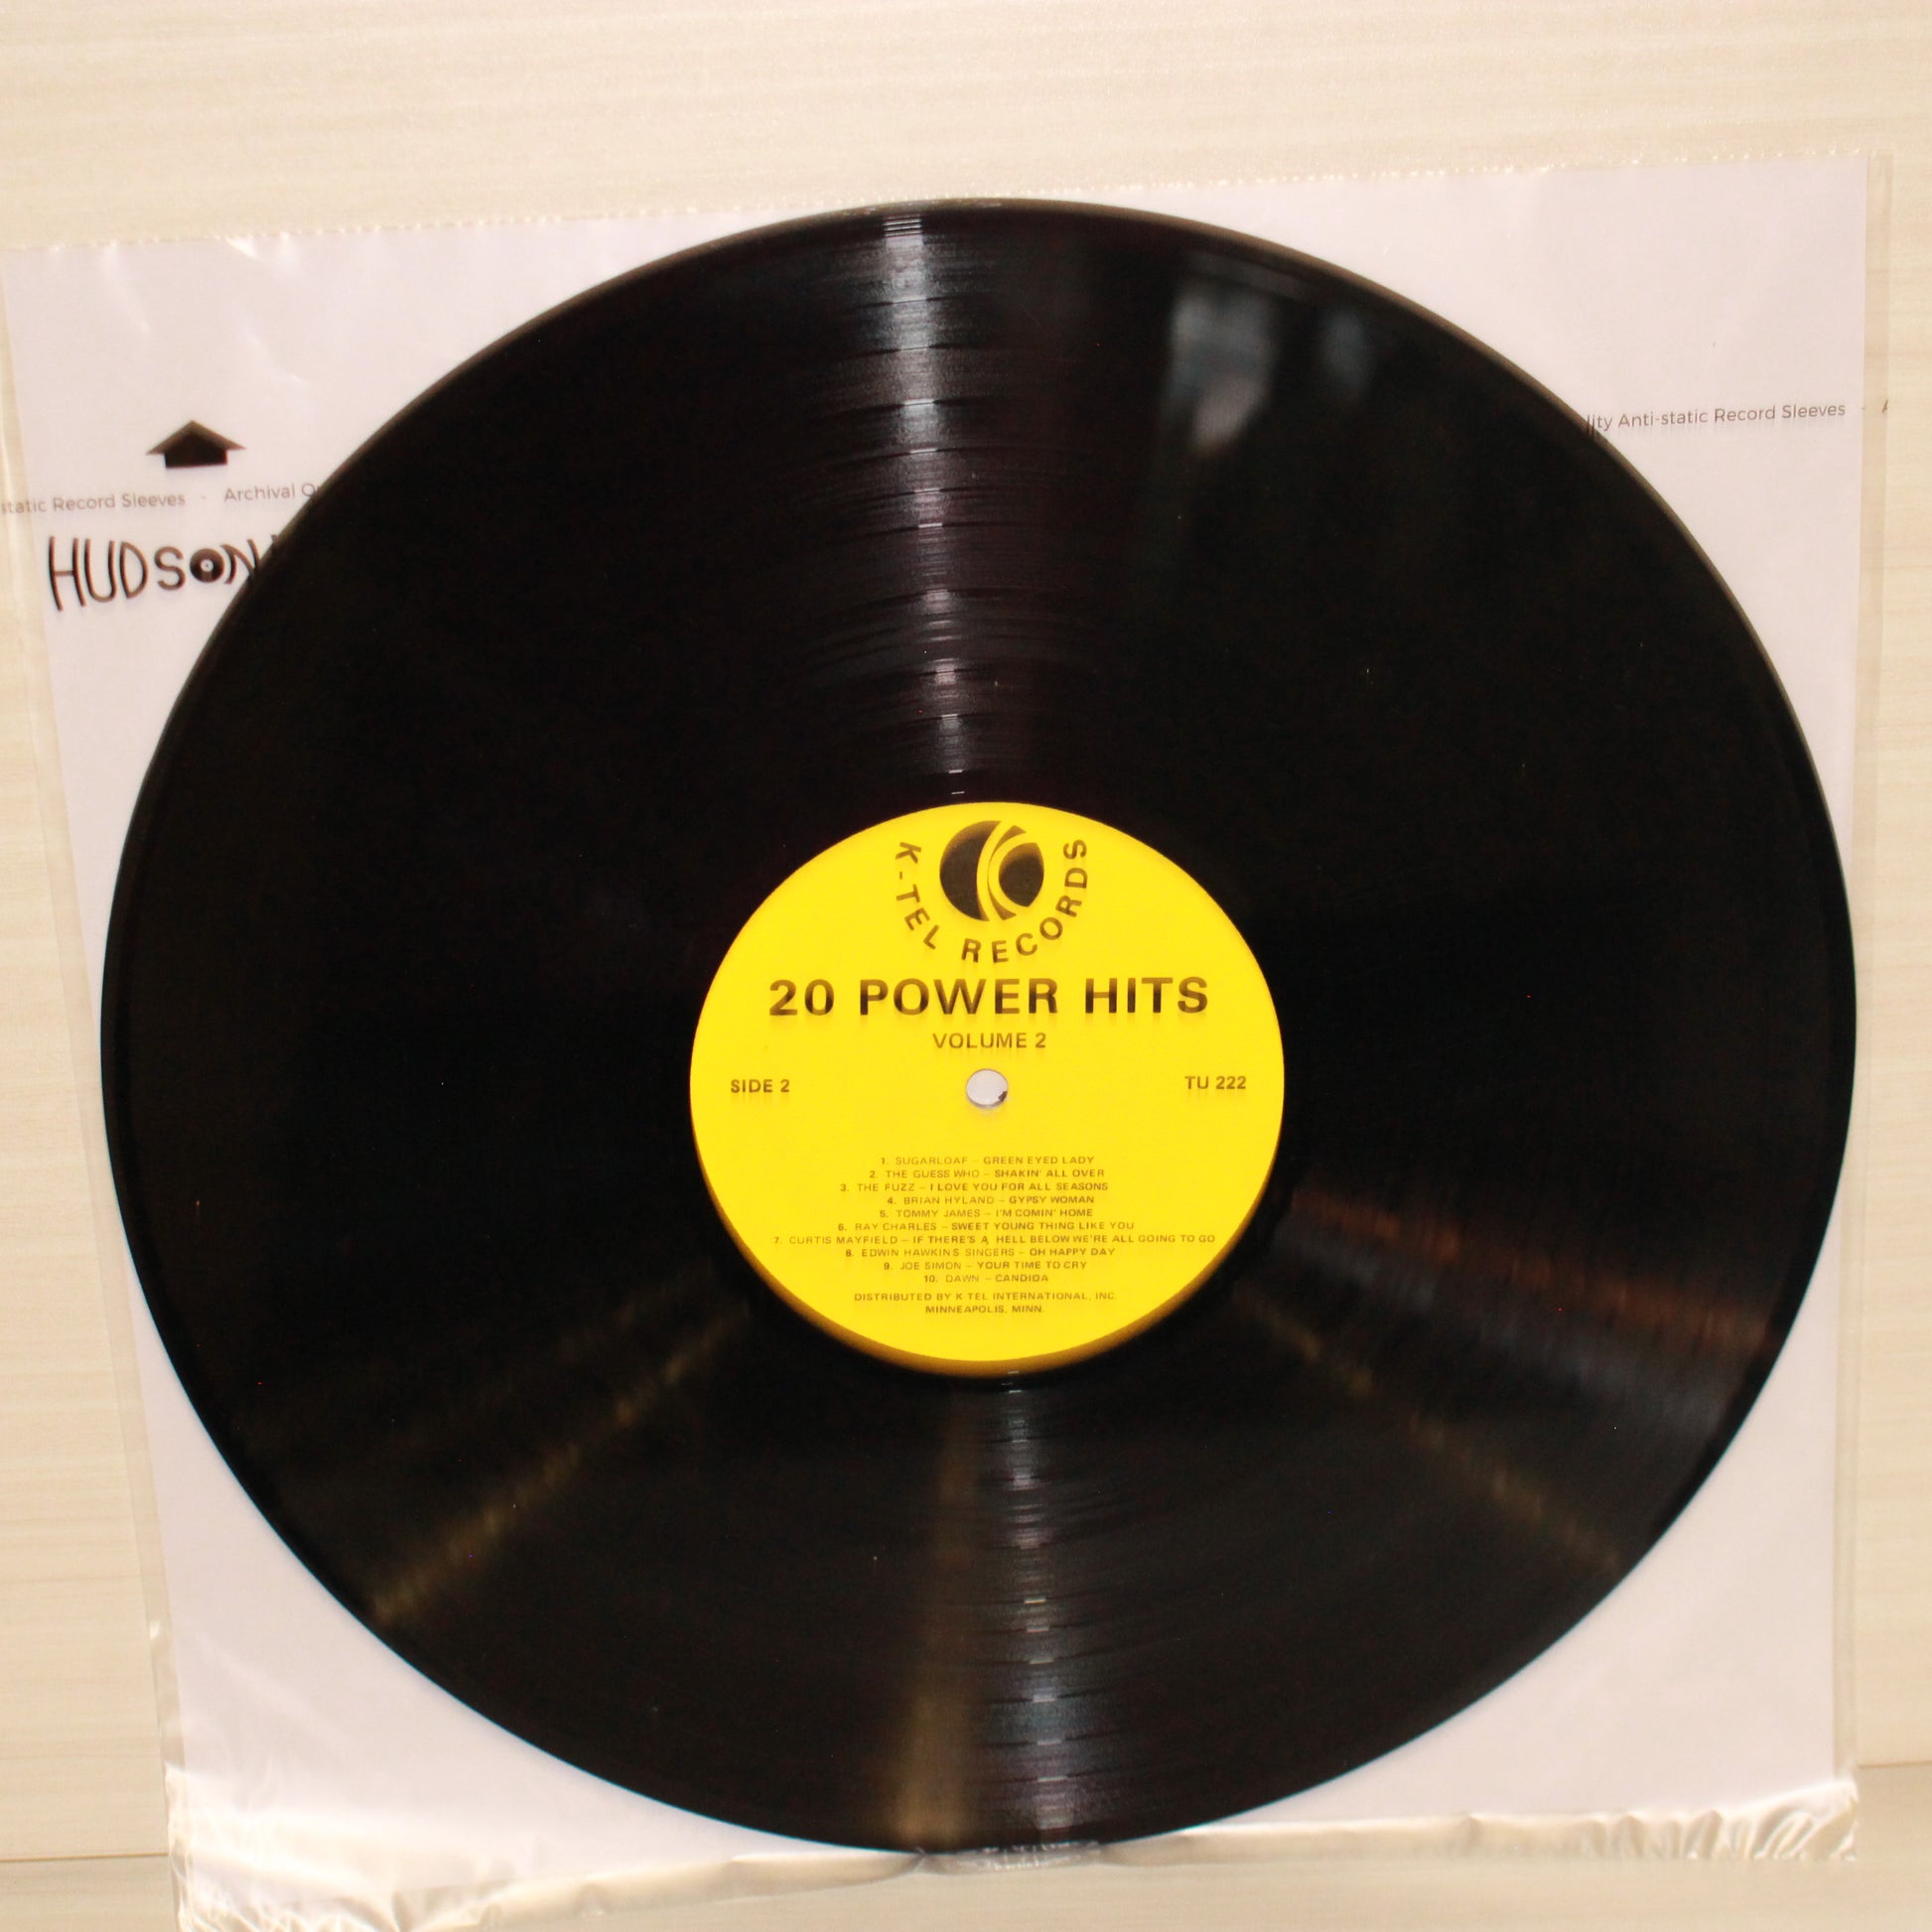 lity Anti-static Record Sleeves
static Record Sleeves - Archival
HUDSON
K-TEL RECORDS
20 POWER HITS
VOLUME 2
SIDE 2
TU 222
1. SUGARLOAF – GREEN EYED LADY
2. THE GUESS WHO – SHAKIN' ALL OVER
3. THE FUZZ – I LOVE YOU FOR ALL SEASONS
4. BRIAN HYLAND – GYPSY WOMAN
5. TOMMY JAMES – I'M COMIN' HOME
6. RAY CHARLES – SWEET YOUNG THING LIKE YOU
7. CURTIS MAYFIELD – IF THERE'S A HELL BELOW WE'RE ALL GOING TO GO
8. EDWIN HAWKINS SINGERS – OH HAPPY DAY
9. JOE SIMON – YOUR TIME TO CRY
10. DAWN – CANDIDA
DISTRIBUTED BY K TEL INTERNATIONAL, INC.
MINNEAPOLIS, MINN.